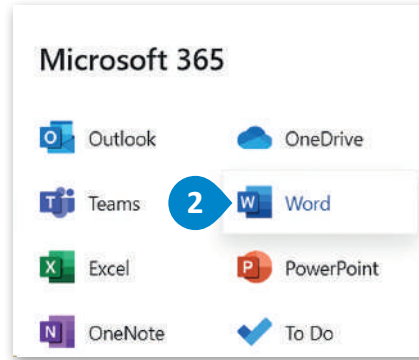 Microsoft 365
Outlook OneDrive
Teams 2 Word
Excel PowerPoint
OneNote To Do